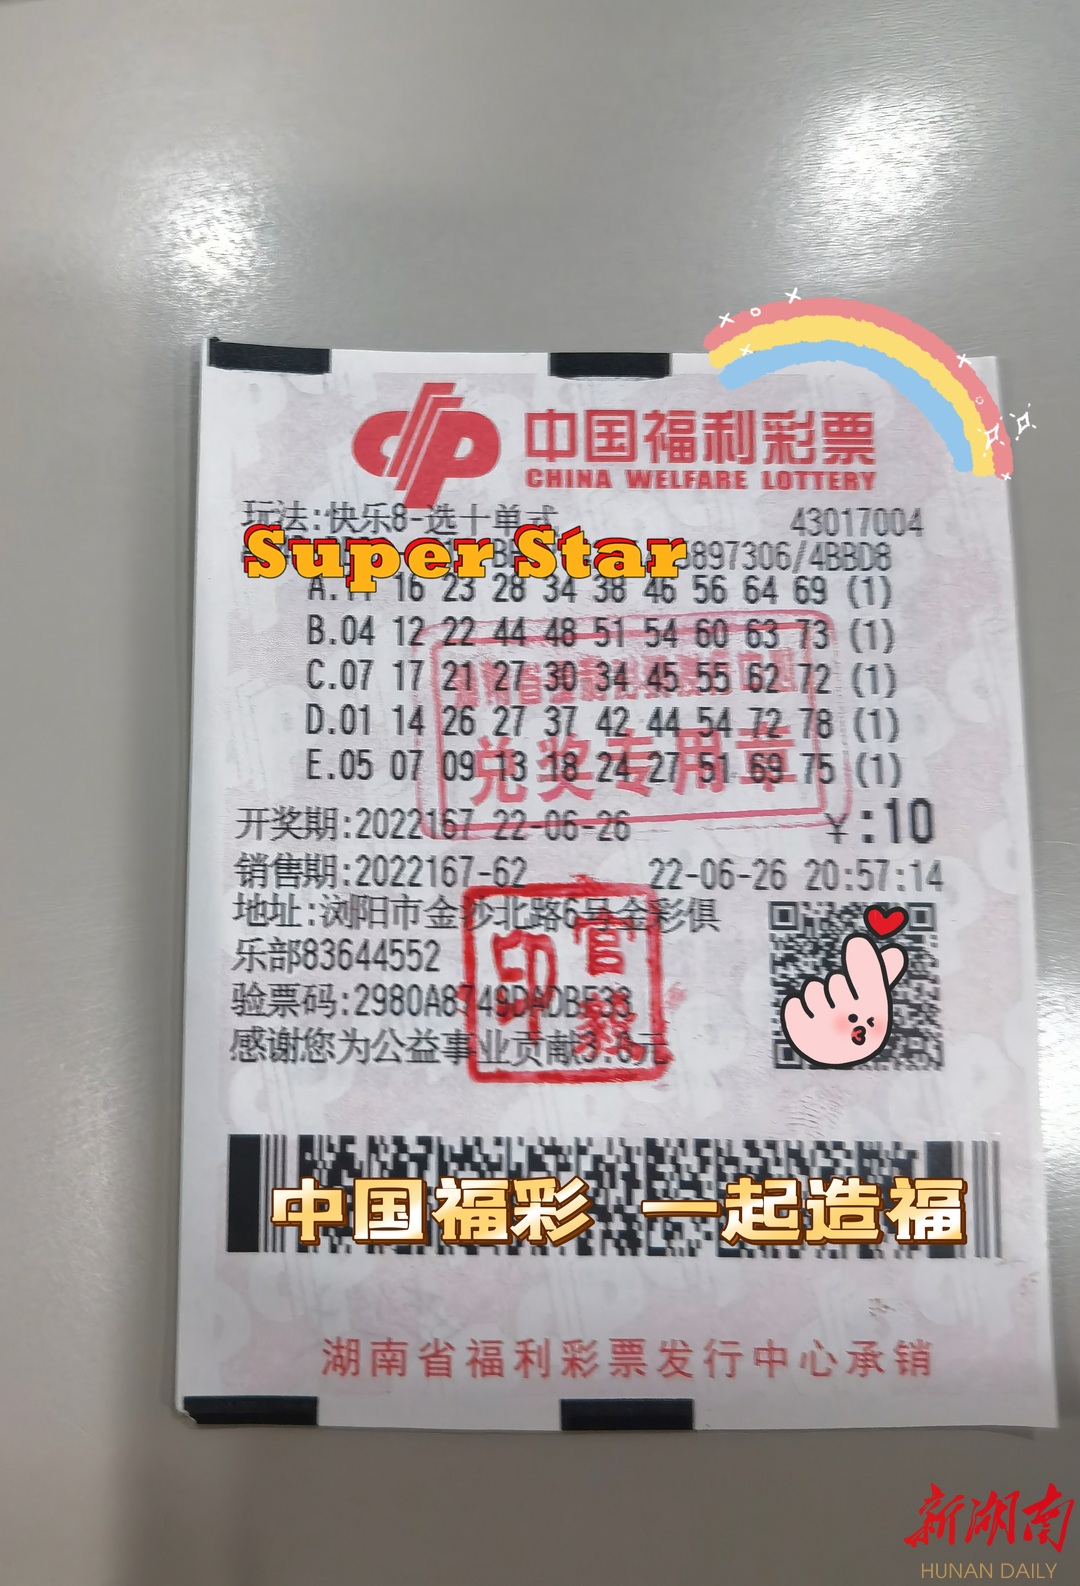 中国福利彩票
CHINA WELFARE LOTTERY
玩法:快乐8-选十单式 43017004
Super Star 897306/4BBD8
A.11 16 23 28 34 38 46 56 64 69 (1)
B.04 12 22 44 48 51 54 60 63 73 (1)
C.07 17 21 27 30 34 45 55 62 72 (1)
D.01 14 26 27 37 42 44 54 72 78 (1)
E.05 07 09 13 18 24 27 51 69 75 (1)
兑奖专用章
开奖期:2022167 22-06-26 ¥:10
销售期:2022167-62 22-06-26 20:57:14
地址:浏阳市金沙北路6号金彩俱
乐部83644552
验票码:2980A8749DADB533
感谢您为公益事业贡献3.6元
中国福彩 一起造福
湖南省福利彩票发行中心承销
新湖南
HUNAN DAILY